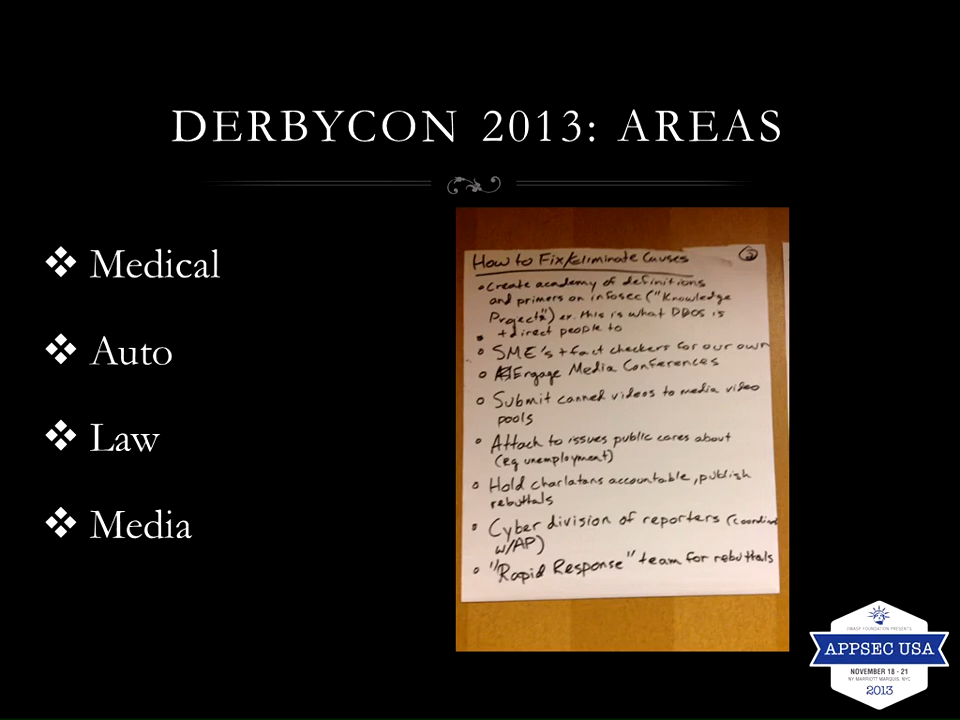 DERBYCON 2013: AREAS
Medical
Auto
Law
Media
How to Fix/Eliminate Causes
2
Create academy of definitions
and primers on infosec ("Knowledge
Projects") ex. this is what DDOS is
+ direct people to
SME's + fact checkers for our own
Engage Media Conferences
Submit canned videos to media video
pools
Attach to issues public cares about
(eg unemployment)
Hold charlatans accountable, publish
rebuttals
Cyber division of reporters (coordin
w/AP)
"Rapid Response" team for rebuttals
OWASP FOUNDATION PRESENTS
APPSEC USA
NOVEMBER 18 - 21
NY MARRIOTT MARQUIS, NYC
2013